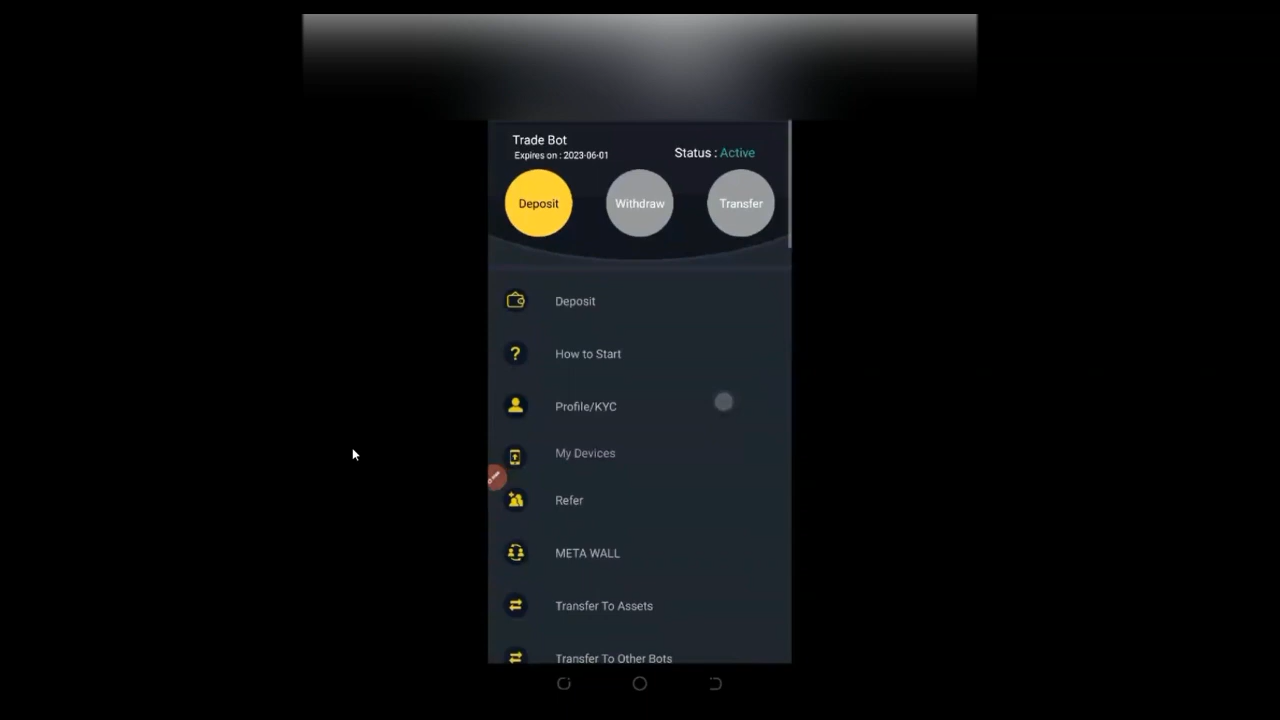 Trade Bot
Expires on : 2023-06-01
Status : Active
Deposit
Withdraw
Transfer
Deposit
How to Start
Profile/KYC
My Devices
Refer
META WALL
Transfer To Assets
Transfer To Other Bots